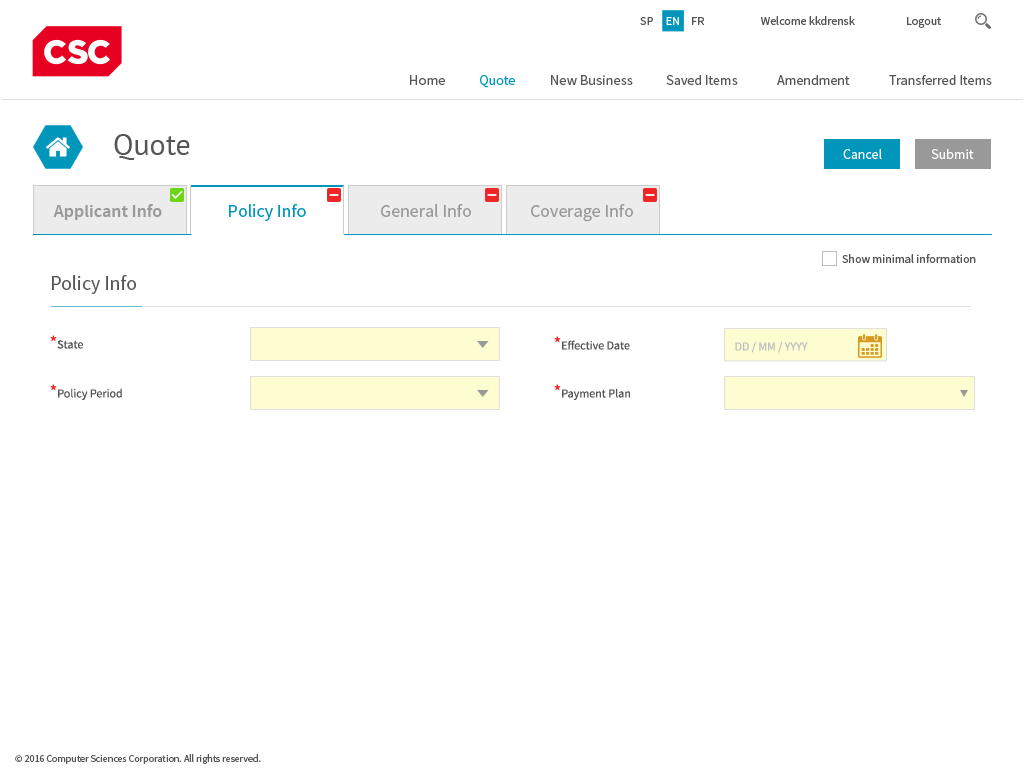 SP EN FR Welcome kkdrensk Logout
CSC
Home Quote New Business Saved Items Amendment Transferred Items
Quote
Cancel Submit
Applicant Info Policy Info General Info Coverage Info
Show minimal information
Policy Info
*State *Effective Date DD / MM / YYYY
*Policy Period *Payment Plan
© 2016 Computer Sciences Corporation. All rights reserved.